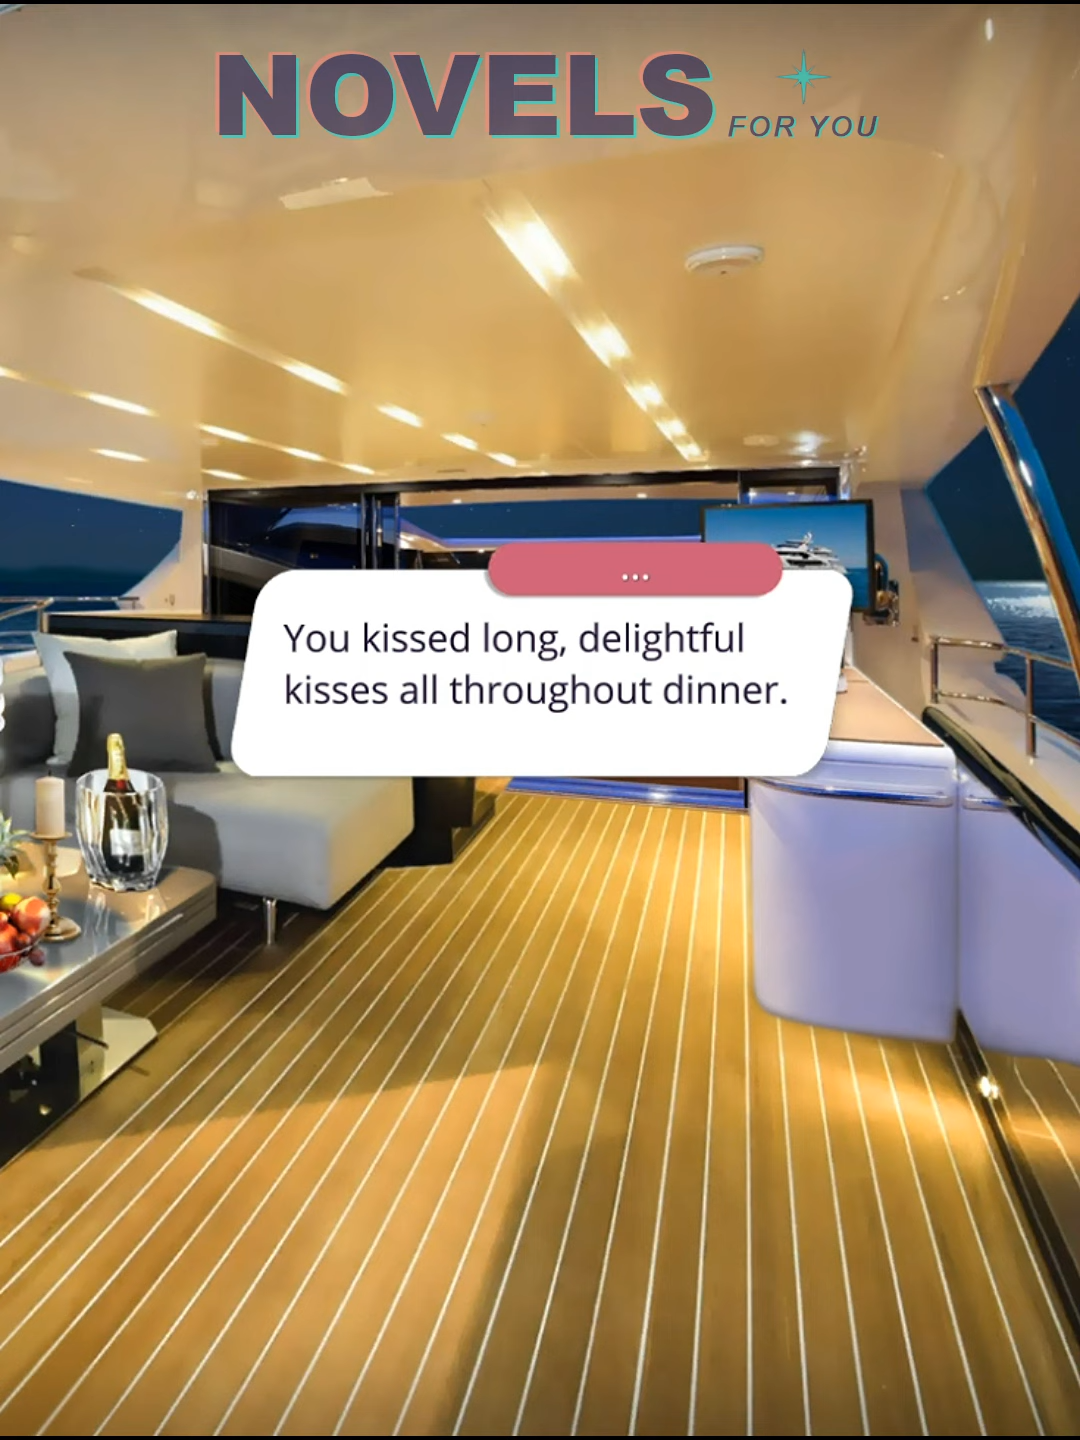 NOVELS
FOR YOU
...
You kissed long, delightful
kisses all throughout dinner.